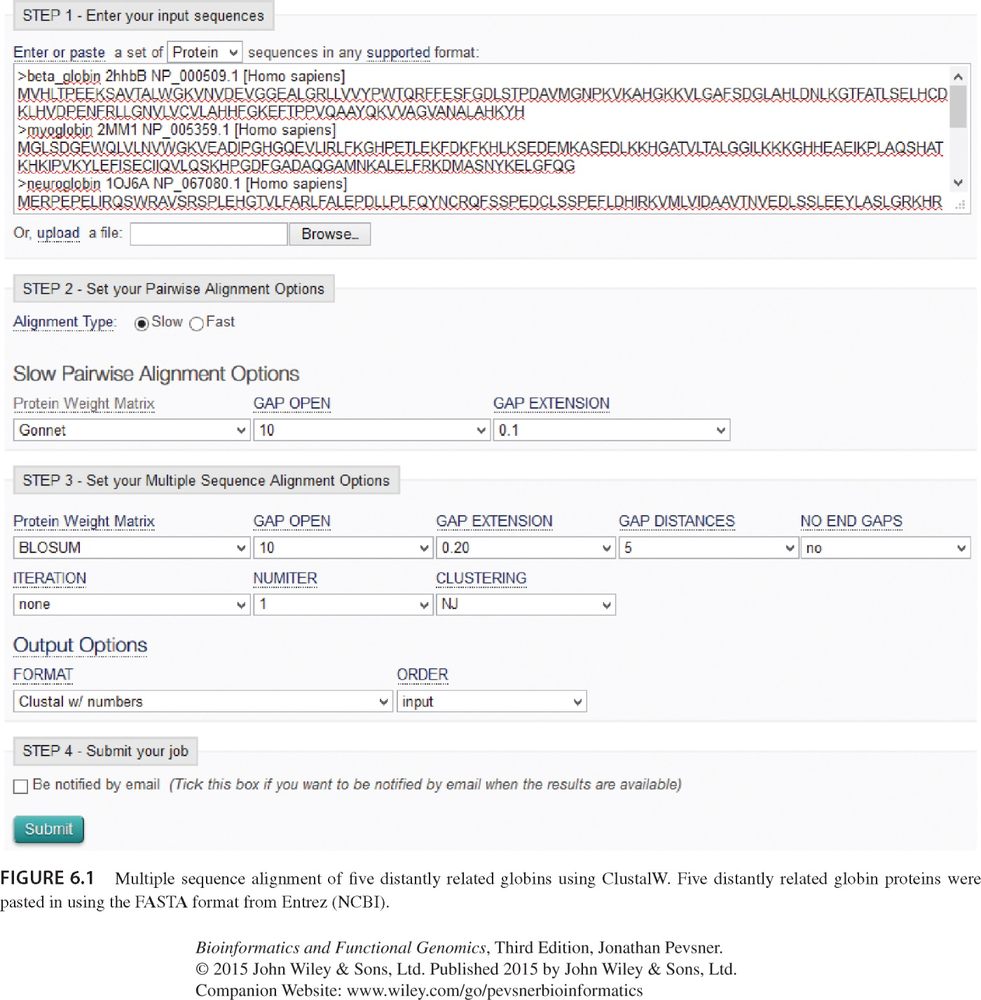 STEP 1 - Enter your input sequences
Enter or paste a set of Protein sequences in any supported format:
>beta_globin 2hhbB NP_000509.1 [Homo sapiens]
MVHLTPEEKSAVTALWGKVNVDEVGGEALGRLLVVYPWTQRFFESFGDLSTPDAVMGNPKVKAHGKKVLGAFSDGLAHLDNLKGTFATLSELHCD
KLHVDPENFRLLGNVLVCVLAHHFGKEFTPPVQAAYQKVVAGVANALAHKYH
>myoglobin 2MM1 NP_005359.1 [Homo sapiens]
MGLSDGEWQLVLNVWGKVEADIPGHGQEVLIRLFKGHPETLEKFDKFKHLKSEDEMKASEDLKKHGATVLTALGGILKKKGHHEAEIKPLAQSHAT
KHKIPVKYLEFISECIIQVLQSKHPGDFGADAQGAMNKALELFRKDMASNYKELGFQG
>neuroglobin 1OJ6A NP_067080.1 [Homo sapiens]
MERPEPELIRQSWRAVSRSPLEHGTVLFARLFALEPDLLPLFQYNCRQFSSPEDCLSSPEFLDHIRKVMLVIDAAVTNVEDLSSLEEYLASLGRKHR
Or, upload a file: Browse...
STEP 2 - Set your Pairwise Alignment Options
Alignment Type: Slow Fast
Slow Pairwise Alignment Options
Protein Weight Matrix GAP OPEN GAP EXTENSION
Gonnet 10 0.1
STEP 3 - Set your Multiple Sequence Alignment Options
Protein Weight Matrix GAP OPEN GAP EXTENSION GAP DISTANCES NO END GAPS
BLOSUM 10 0.20 5 no
ITERATION NUMITER CLUSTERING
none 1 NJ
Output Options
FORMAT ORDER
Clustal w/ numbers input
STEP 4 - Submit your job
Be notified by email (Tick this box if you want to be notified by email when the results are available)
Submit
FIGURE 6.1 Multiple sequence alignment of five distantly related globins using ClustalW. Five distantly related globin proteins were
pasted in using the FASTA format from Entrez (NCBI).
Bioinformatics and Functional Genomics, Third Edition, Jonathan Pevsner.
© 2015 John Wiley & Sons, Ltd. Published 2015 by John Wiley & Sons, Ltd.
Companion Website: www.wiley.com/go/pevsnerbioinformatics